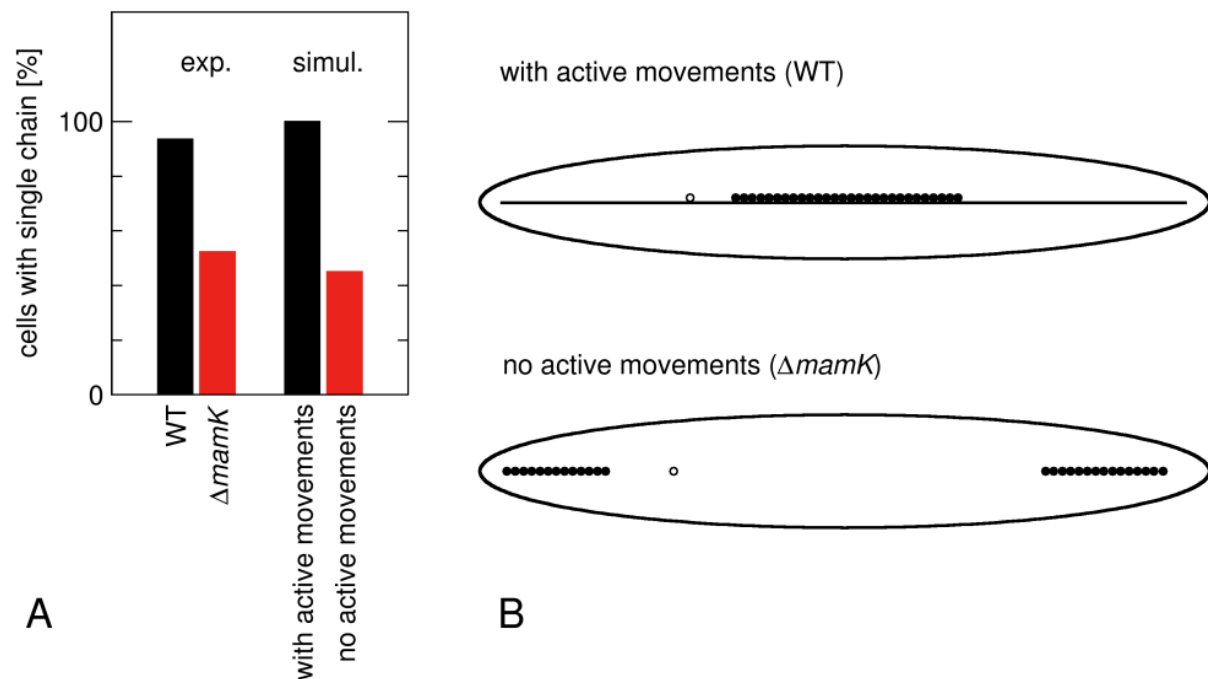 cells with single chain [%]
exp.
simul.
100
0
WT
ΔmamK
with active movements
no active movements
A
with active movements (WT)
no active movements (ΔmamK)
B